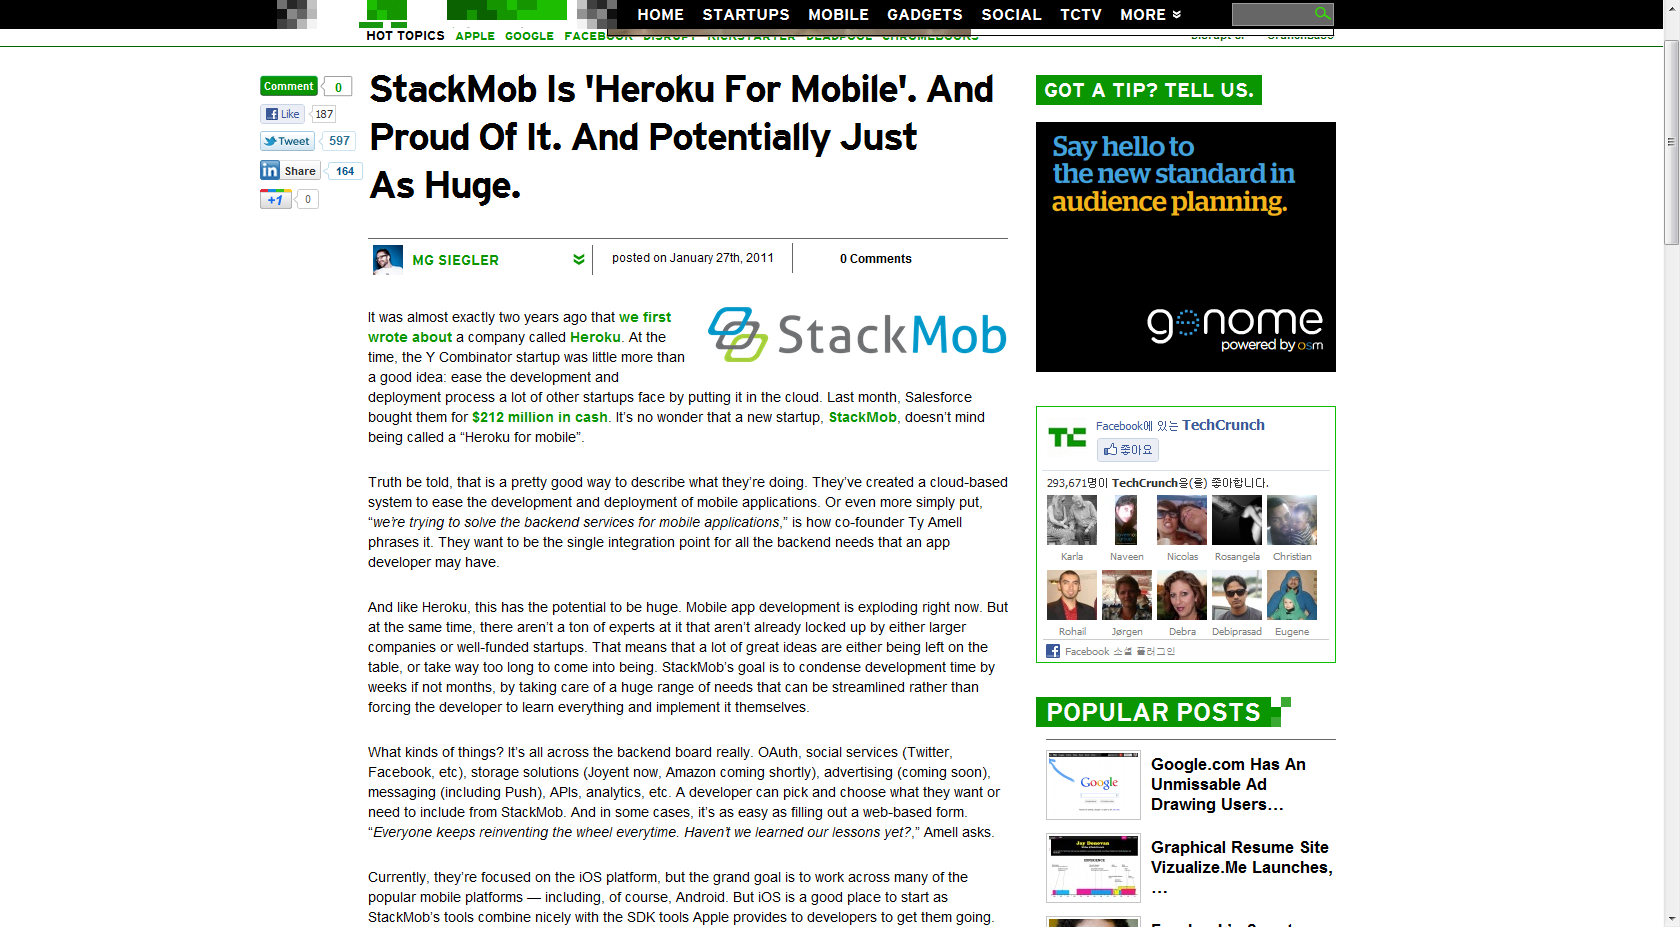 HOME STARTUPS MOBILE GADGETS SOCIAL TCTV MORE
HOT TOPICS APPLE GOOGLE FACEBOOK DISRUPT KICKSTARTER DEADPOOL CHROMEBOOKS
Disrupt SF CrunchBase
Comment 0
Like 187
Tweet 597
in Share 164
+1 0
StackMob Is 'Heroku For Mobile'. And
Proud Of It. And Potentially Just
As Huge.
MG SIEGLER posted on January 27th, 2011 0 Comments
StackMob
It was almost exactly two years ago that we first
wrote about a company called Heroku. At the
time, the Y Combinator startup was little more than
a good idea: ease the development and
deployment process a lot of other startups face by putting it in the cloud. Last month, Salesforce
bought them for $212 million in cash. It’s no wonder that a new startup, StackMob, doesn’t mind
being called a “Heroku for mobile”.
Truth be told, that is a pretty good way to describe what they’re doing. They’ve created a cloud-based
system to ease the development and deployment of mobile applications. Or even more simply put,
“we’re trying to solve the backend services for mobile applications,” is how co-founder Ty Amell
phrases it. They want to be the single integration point for all the backend needs that an app
developer may have.
And like Heroku, this has the potential to be huge. Mobile app development is exploding right now. But
at the same time, there aren’t a ton of experts at it that aren’t already locked up by either larger
companies or well-funded startups. That means that a lot of great ideas are either being left on the
table, or take way too long to come into being. StackMob’s goal is to condense development time by
weeks if not months, by taking care of a huge range of needs that can be streamlined rather than
forcing the developer to learn everything and implement it themselves.
What kinds of things? It’s all across the backend board really. OAuth, social services (Twitter,
Facebook, etc), storage solutions (Joyent now, Amazon coming shortly), advertising (coming soon),
messaging (including Push), APIs, analytics, etc. A developer can pick and choose what they want or
need to include from StackMob. And in some cases, it’s as easy as filling out a web-based form.
“Everyone keeps reinventing the wheel everytime. Haven’t we learned our lessons yet?,” Amell asks.
Currently, they’re focused on the iOS platform, but the grand goal is to work across many of the
popular mobile platforms — including, of course, Android. But iOS is a good place to start as
StackMob’s tools combine nicely with the SDK tools Apple provides to developers to get them going.
GOT A TIP? TELL US.
Say hello to
the new standard in
audience planning.
gonome
powered by osm
TC
Facebook에 있는 TechCrunch
좋아요
293,671명이 TechCrunch을(를) 좋아합니다.
Karla Naveen Nicolas Rosangela Christian
Rohail Jørgen Debra Debiprasad Eugene
Facebook 소셜 플러그인
POPULAR POSTS
Google
Google.com Has An
Unmissable Ad
Drawing Users…
Jay Donovan
Graphical Resume Site
Vizualize.Me Launches,
…